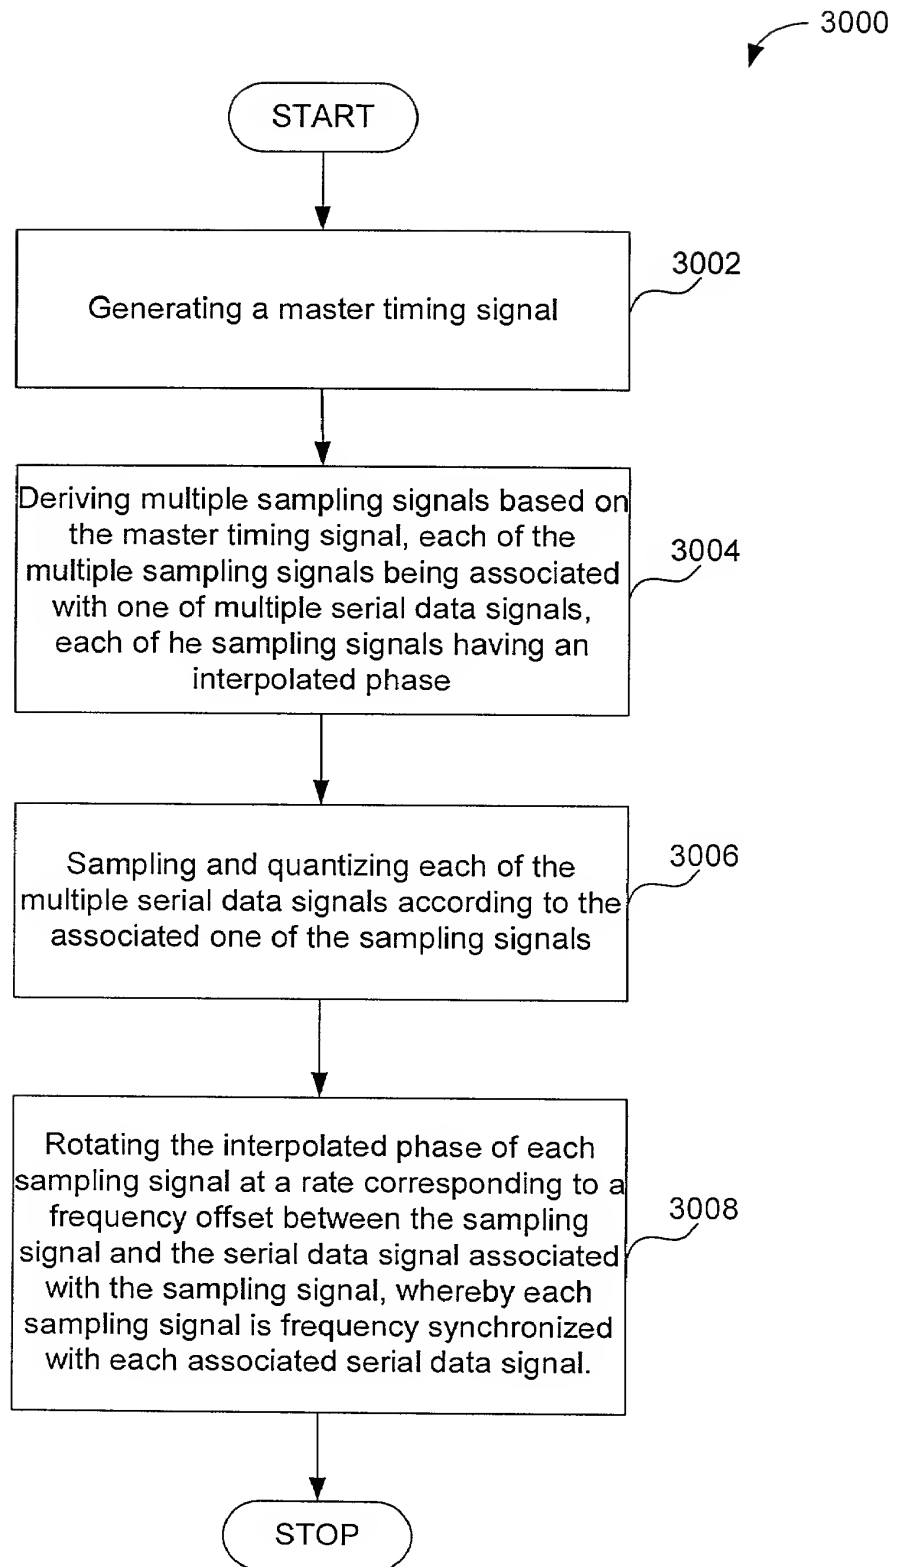 3000
START
3002
Generating a master timing signal
Deriving multiple sampling signals based on
the master timing signal, each of the
multiple sampling signals being associated
with one of multiple serial data signals,
each of he sampling signals having an
interpolated phase
3004
Sampling and quantizing each of the
multiple serial data signals according to the
associated one of the sampling signals
3006
Rotating the interpolated phase of each
sampling signal at a rate corresponding to a
frequency offset between the sampling
signal and the serial data signal associated
with the sampling signal, whereby each
sampling signal is frequency synchronized
with each associated serial data signal.
3008
STOP